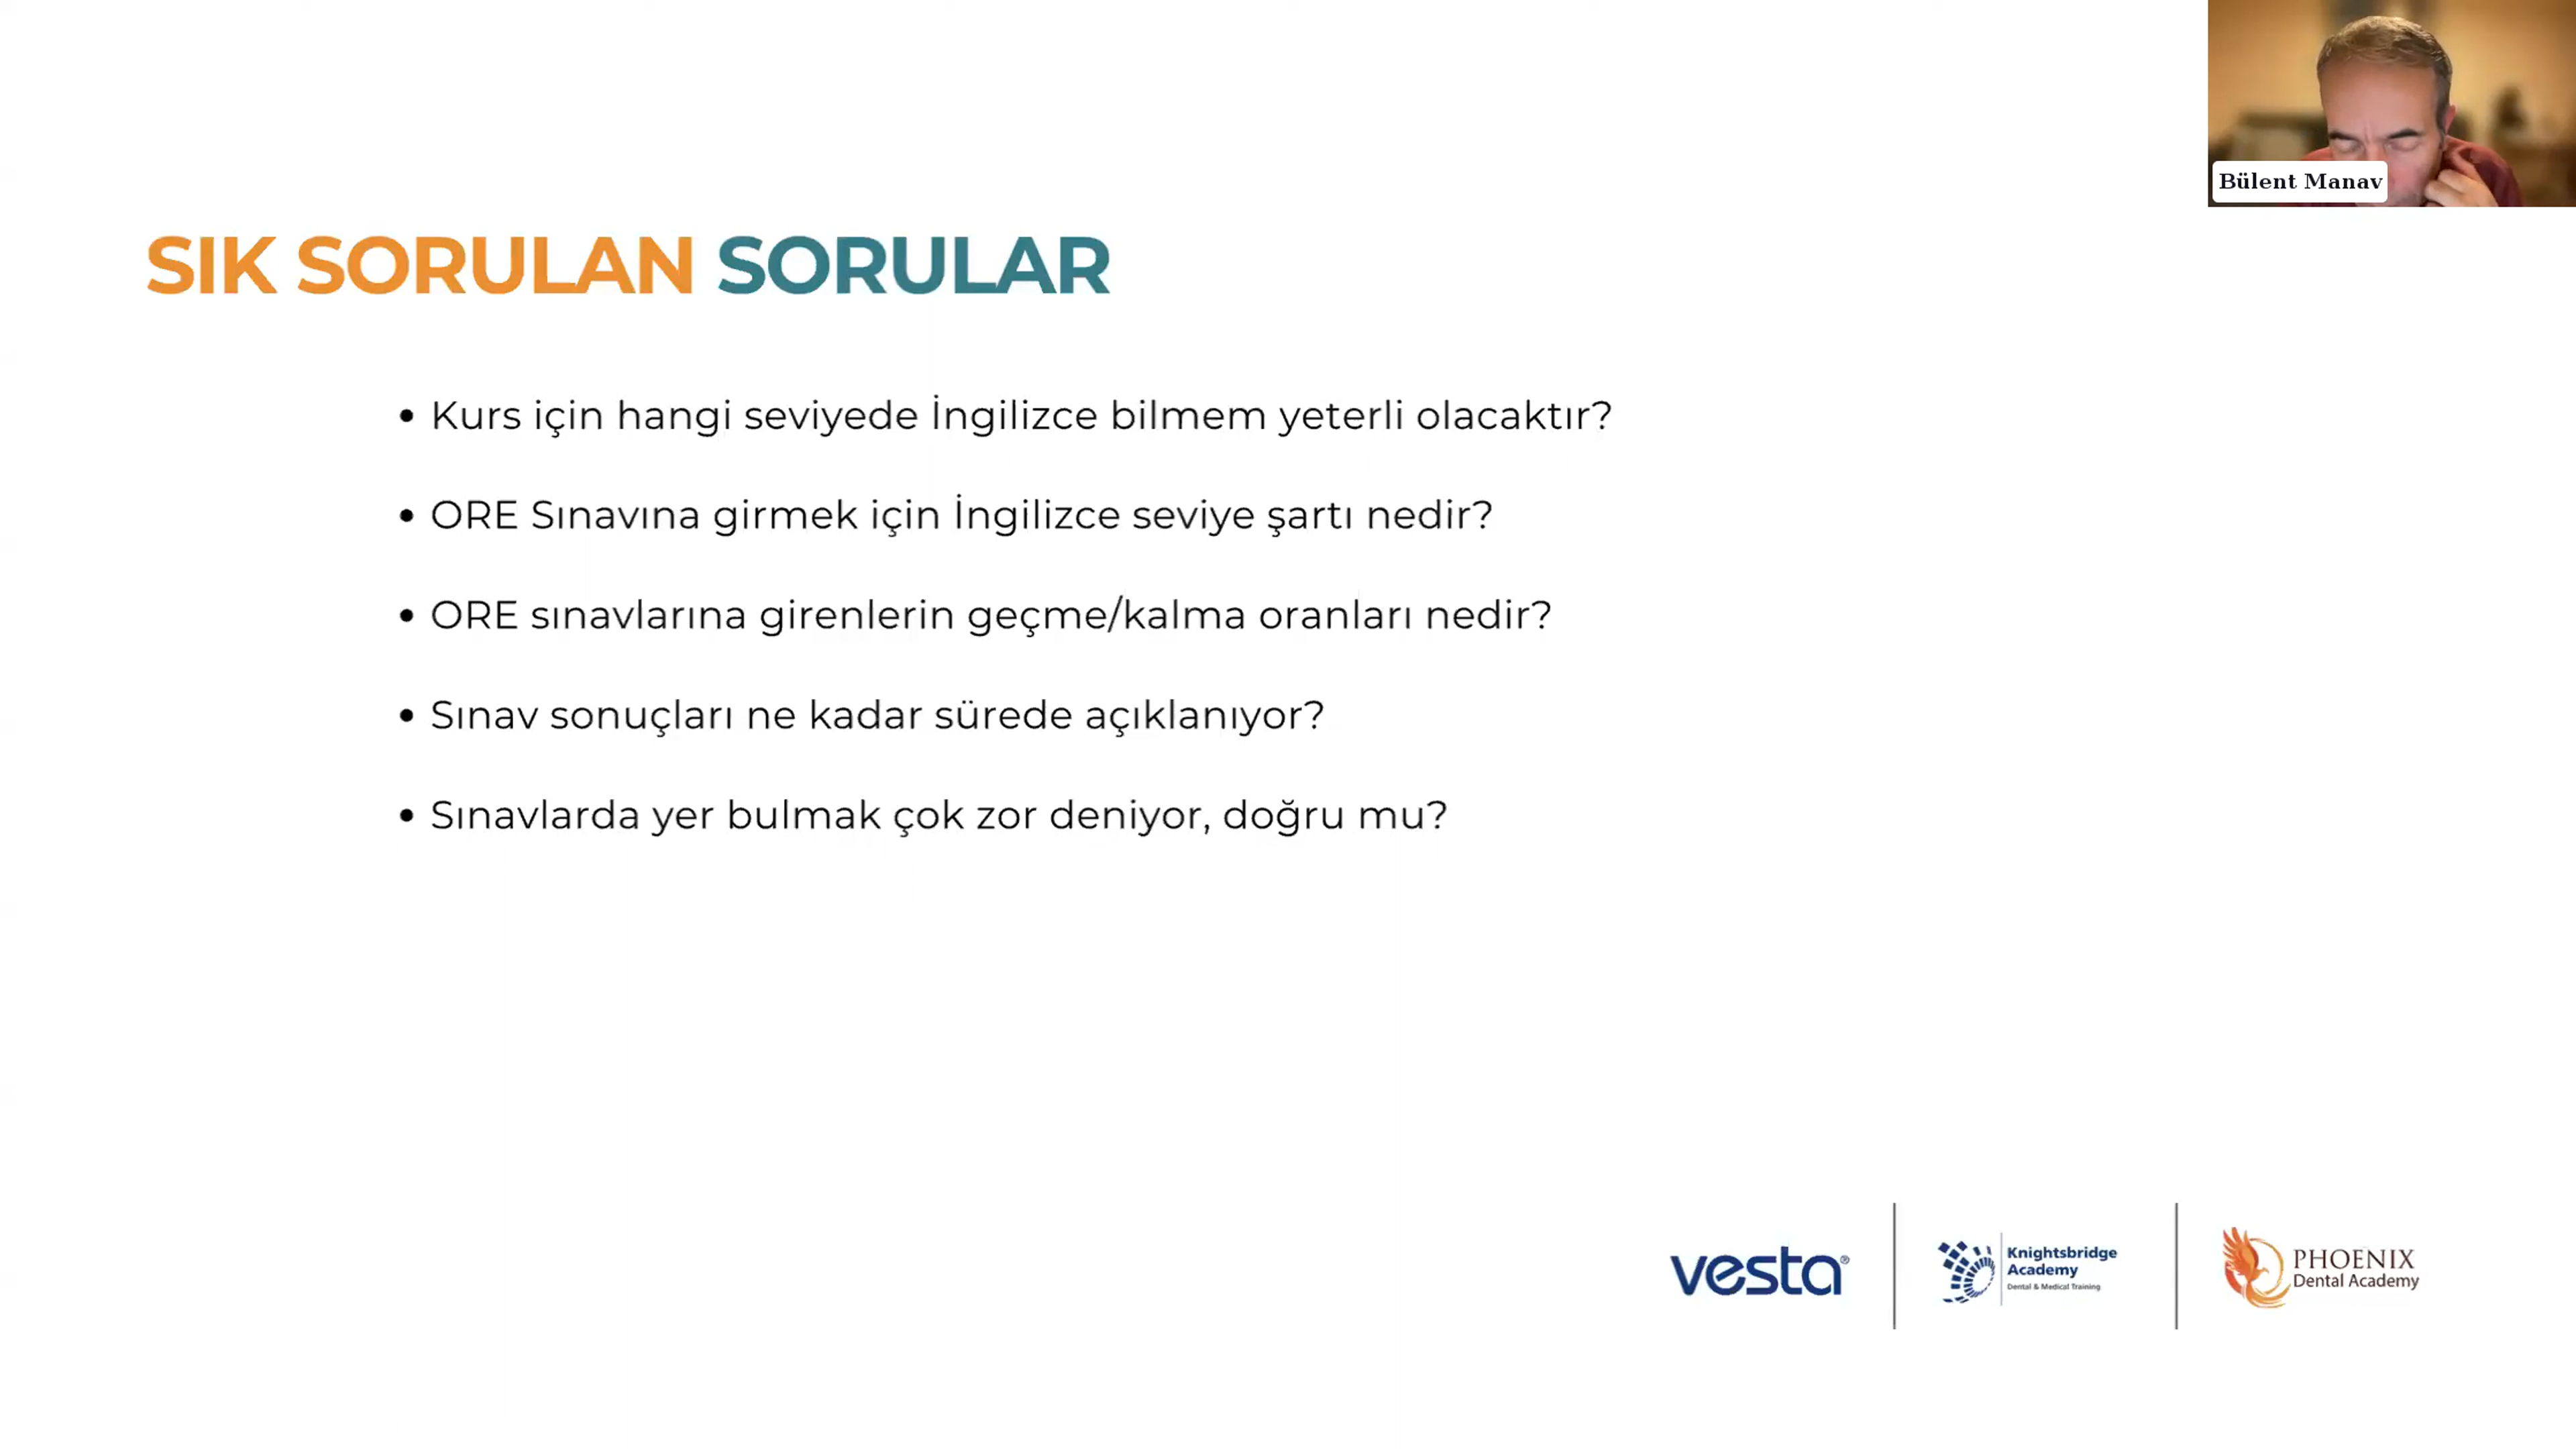 Bülent Manav
SIK SORULAN SORULAR
• Kurs için hangi seviyede İngilizce bilmem yeterli olacaktır?
• ORE Sınavına girmek için İngilizce seviye şartı nedir?
• ORE sınavlarına girenlerin geçme/kalma oranları nedir?
• Sınav sonuçları ne kadar sürede açıklanıyor?
• Sınavlarda yer bulmak çok zor deniyor, doğru mu?
vesta®
Knightsbridge
Academy
Dental & Medical Training
PHOENIX
Dental Academy